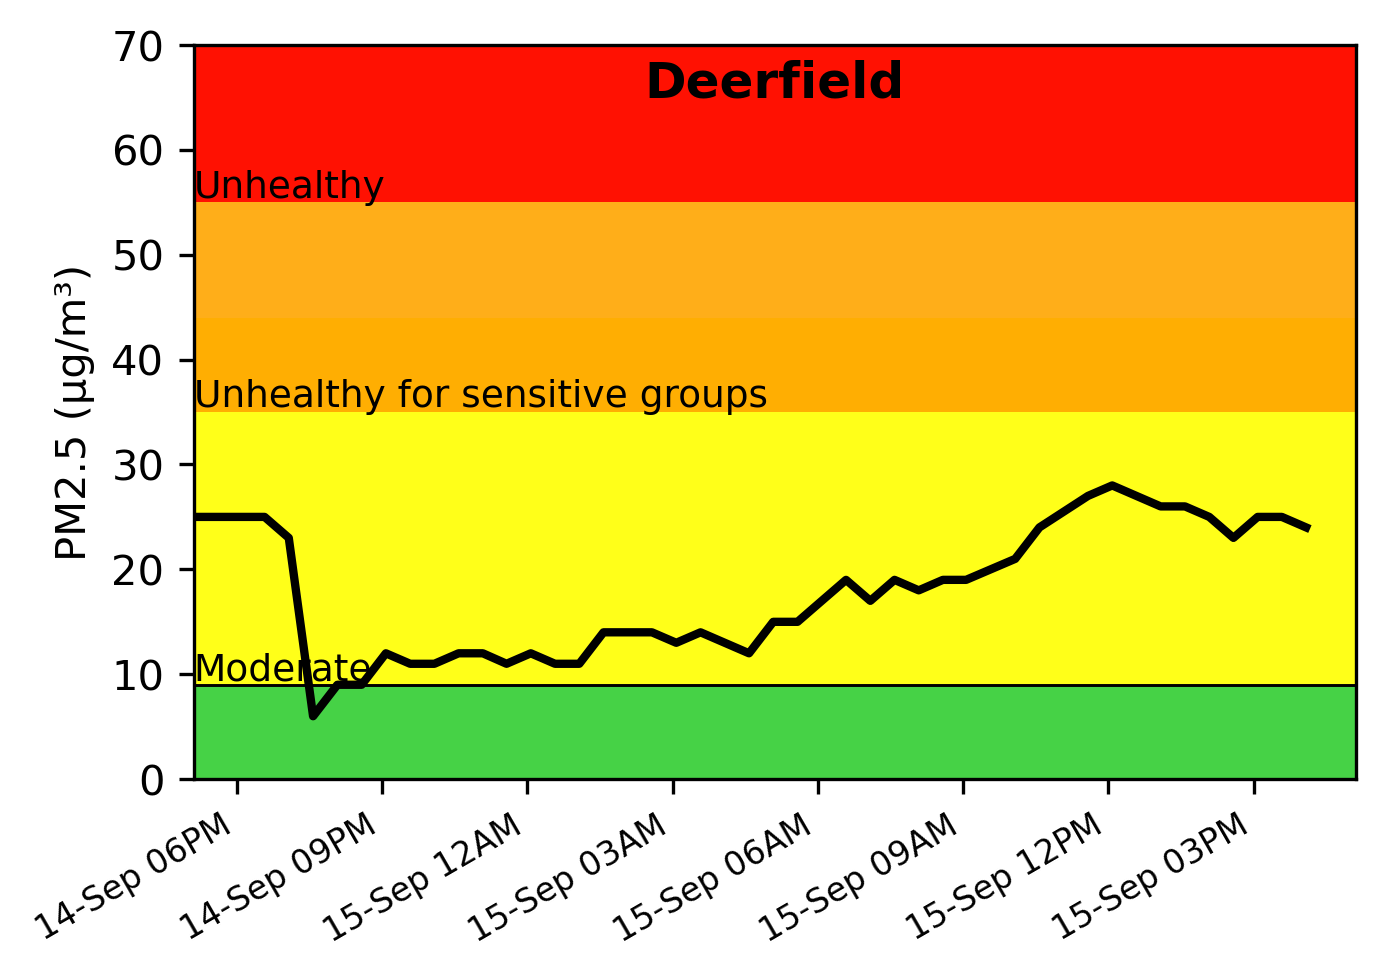 Deerfield
70
60
Unhealthy
50
40
Unhealthy for sensitive groups
30
20
10
Moderate
0
PM2.5 (µg/m³)
14-Sep 06PM
14-Sep 09PM
15-Sep 12AM
15-Sep 03AM
15-Sep 06AM
15-Sep 09AM
15-Sep 12PM
15-Sep 03PM